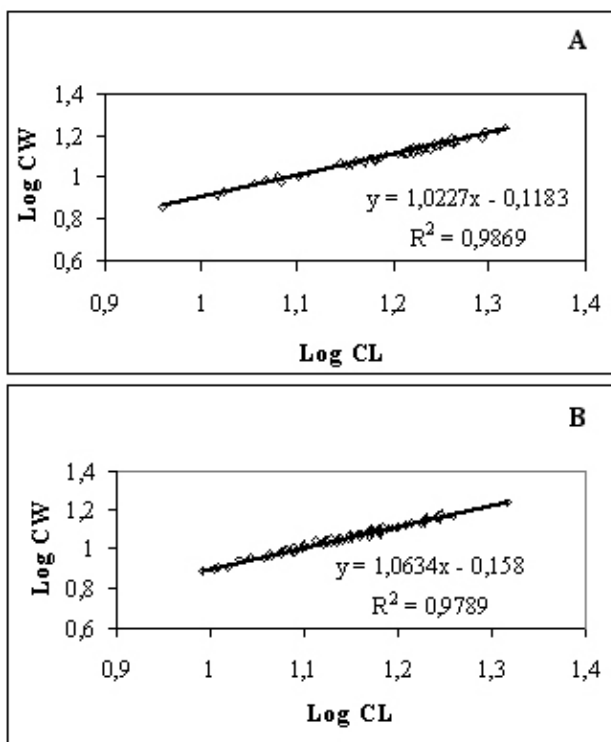 A
1,4
1,2
1
0,8
0,6
Log CW
y = 1,0227x - 0,1183
R² = 0,9869
0,9 1 1,1 1,2 1,3 1,4
Log CL
B
1,4
1,2
1
0,8
0,6
Log CW
y = 1,0634x - 0,158
R² = 0,9789
0,9 1 1,1 1,2 1,3 1,4
Log CL